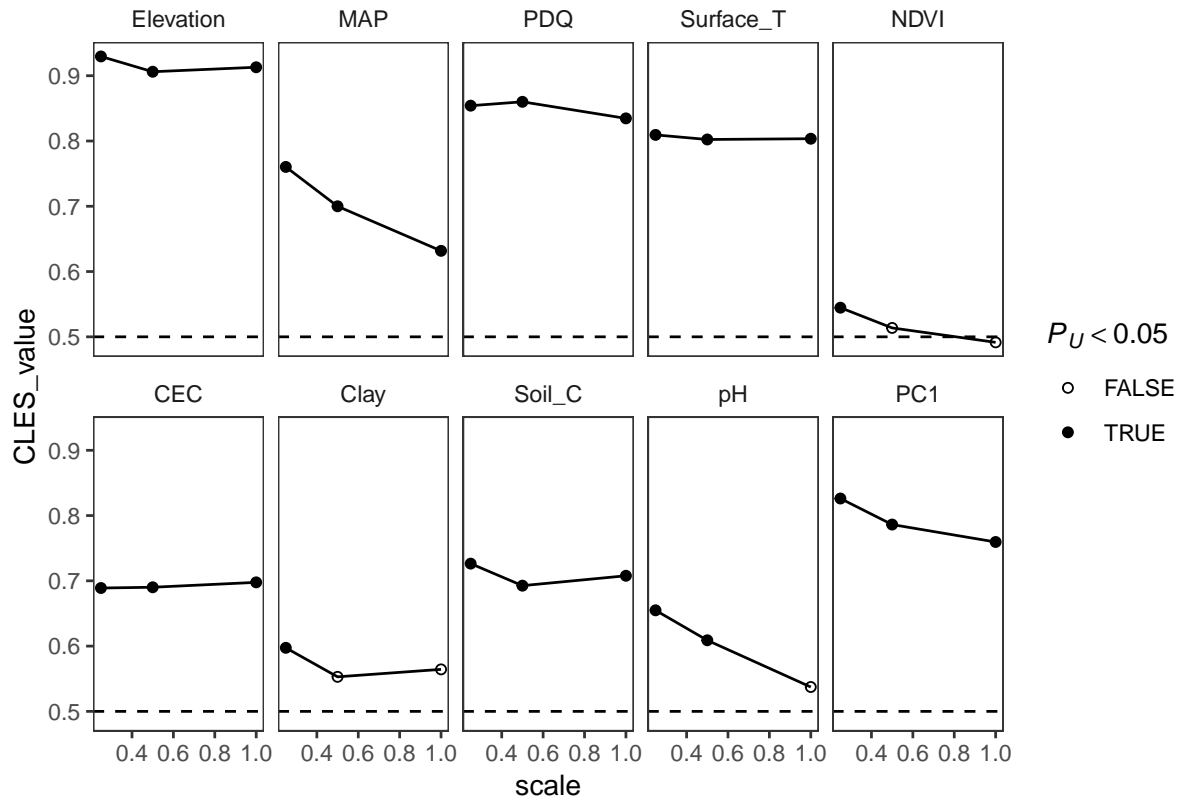 Elevation MAP PDQ Surface_T NDVI
0.9
0.8
0.7
0.6
0.5
CEC Clay Soil_C pH PC1
0.9
0.8
0.7
0.6
0.5
0.4 0.6 0.8 1.0 0.4 0.6 0.8 1.0 0.4 0.6 0.8 1.0 0.4 0.6 0.8 1.0 0.4 0.6 0.8 1.0
scale
CLES_value
P_U < 0.05
FALSE
TRUE